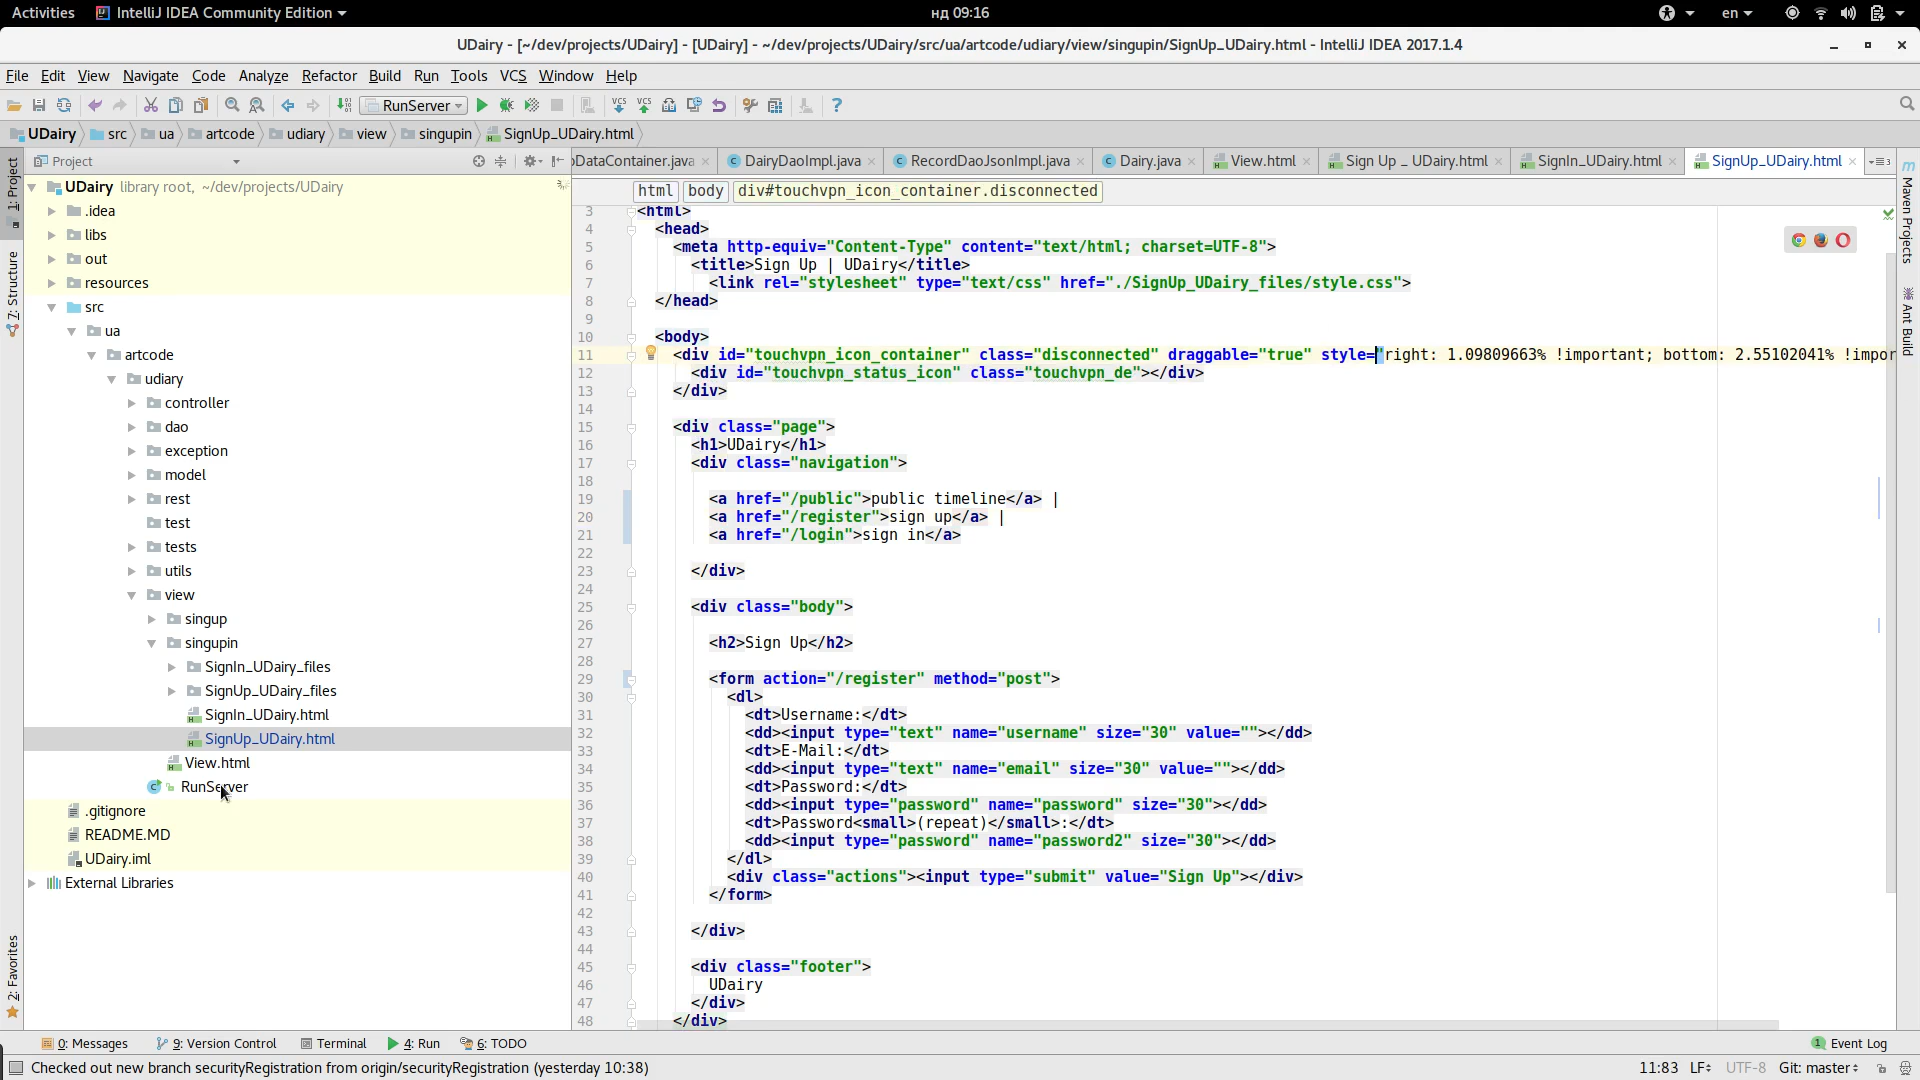 Activities IntelliJ IDEA Community Edition нд 09:16 en
UDairy - [~/dev/projects/UDairy] - [UDairy] - ~/dev/projects/UDairy/src/ua/artcode/udiary/view/singupin/SignUp_UDairy.html - IntelliJ IDEA 2017.1.4
File Edit View Navigate Code Analyze Refactor Build Run Tools VCS Window Help
RunServer
UDairy src ua artcode udiary view singupin SignUp_UDairy.html
Project
DataContainer.java DairyDaoImpl.java RecordDaoJsonImpl.java Dairy.java View.html Sign Up _ UDairy.html SignIn_UDairy.html SignUp_UDairy.html
1: Project
7: Structure
2: Favorites
UDairy library root, ~/dev/projects/UDairy
.idea
libs
out
resources
src
ua
artcode
udiary
controller
dao
exception
model
rest
test
tests
utils
view
singup
singupin
SignIn_UDairy_files
SignUp_UDairy_files
SignIn_UDairy.html
SignUp_UDairy.html
View.html
RunServer
.gitignore
README.MD
UDairy.iml
External Libraries
html body div#touchvpn_icon_container.disconnected
3 <html>
4 <head>
5 <meta http-equiv="Content-Type" content="text/html; charset=UTF-8">
6 <title>Sign Up | UDairy</title>
7 <link rel="stylesheet" type="text/css" href="./SignUp_UDairy_files/style.css">
8 </head>
9
10 <body>
11 <div id="touchvpn_icon_container" class="disconnected" draggable="true" style="right: 1.09809663% !important; bottom: 2.55102041% !impor
12 <div id="touchvpn_status_icon" class="touchvpn_de"></div>
13 </div>
14
15 <div class="page">
16 <h1>UDairy</h1>
17 <div class="navigation">
18
19 <a href="/public">public timeline</a> |
20 <a href="/register">sign up</a> |
21 <a href="/login">sign in</a>
22
23 </div>
24
25 <div class="body">
26
27 <h2>Sign Up</h2>
28
29 <form action="/register" method="post">
30 <dl>
31 <dt>Username:</dt>
32 <dd><input type="text" name="username" size="30" value=""></dd>
33 <dt>E-Mail:</dt>
34 <dd><input type="text" name="email" size="30" value=""></dd>
35 <dt>Password:</dt>
36 <dd><input type="password" name="password" size="30"></dd>
37 <dt>Password<small>(repeat)</small>:</dt>
38 <dd><input type="password" name="password2" size="30"></dd>
39 </dl>
40 <div class="actions"><input type="submit" value="Sign Up"></div>
41 </form>
42
43 </div>
44
45 <div class="footer">
46 UDairy
47 </div>
48 </div>
Maven Projects
Ant Build
0: Messages 9: Version Control Terminal 4: Run 6: TODO 1 Event Log
Checked out new branch securityRegistration from origin/securityRegistration (yesterday 10:38) 11:83 LF UTF-8 Git: master